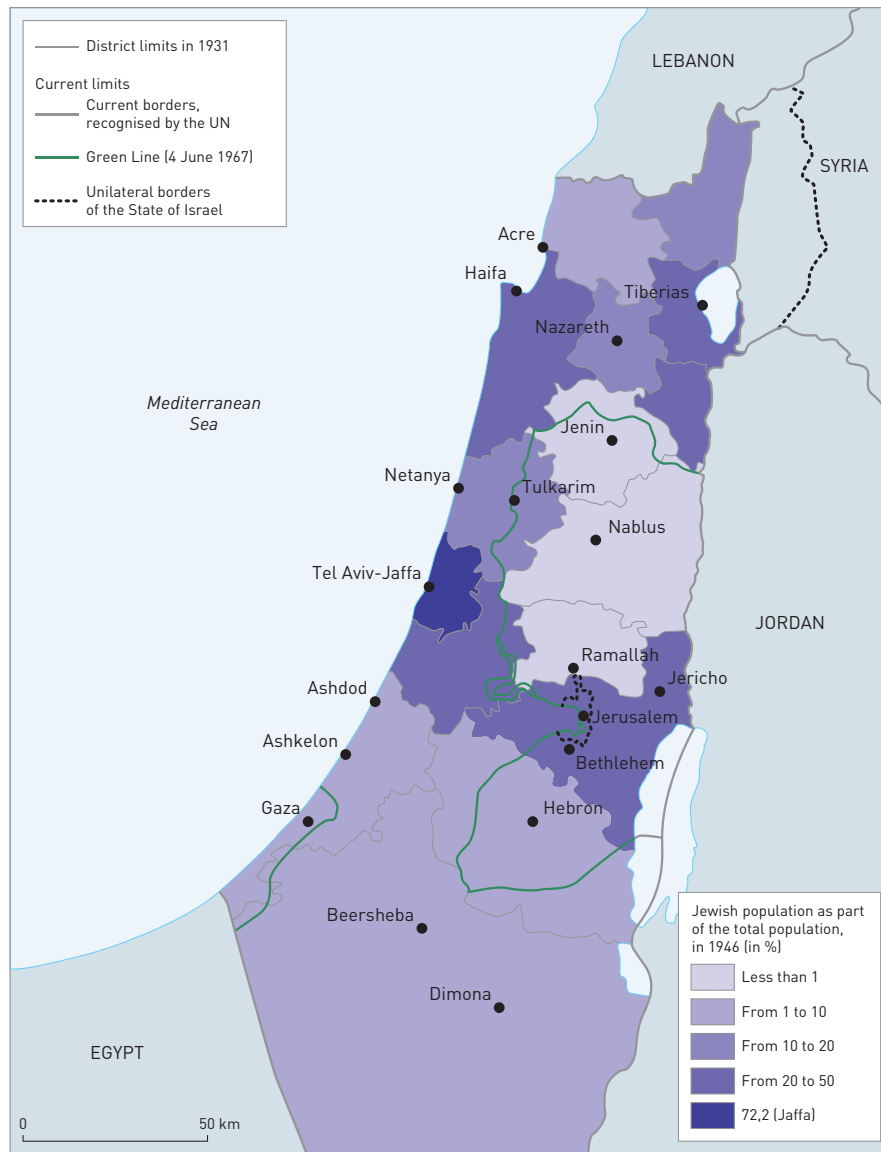 District limits in 1931
Current limits
Current borders,
recognised by the UN
Green Line (4 June 1967)
Unilateral borders
of the State of Israel
LEBANON
SYRIA
Acre
Haifa
Tiberias
Nazareth
Mediterranean
Sea
Jenin
Netanya
Tulkarim
Nablus
Tel Aviv-Jaffa
JORDAN
Ramallah
Jericho
Ashdod
Jerusalem
Ashkelon
Bethlehem
Gaza
Hebron
Beersheba
Dimona
EGYPT
0
50 km
Jewish population as part
of the total population,
in 1946 (in %)
Less than 1
From 1 to 10
From 10 to 20
From 20 to 50
72,2 (Jaffa)